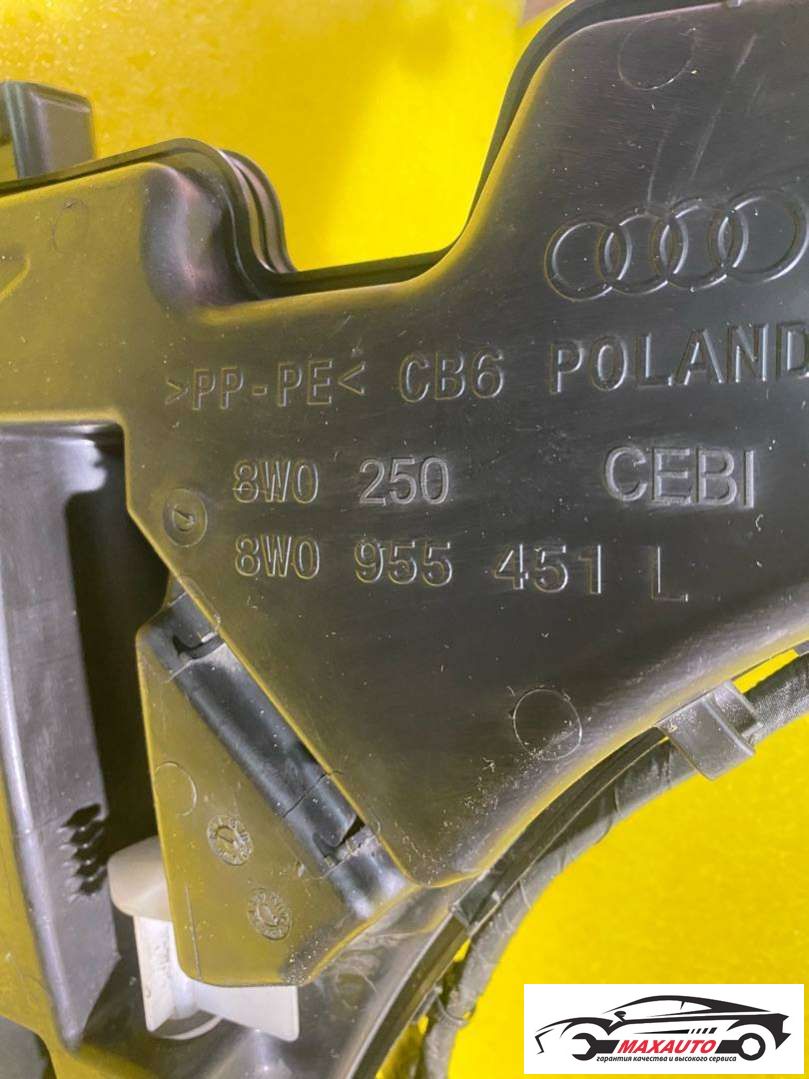 >PP-PE< CB6 POLAND
8W0 250 CEBI
8W0 955 451 L
MAXAUTO
гарантия качества и высокого сервиса